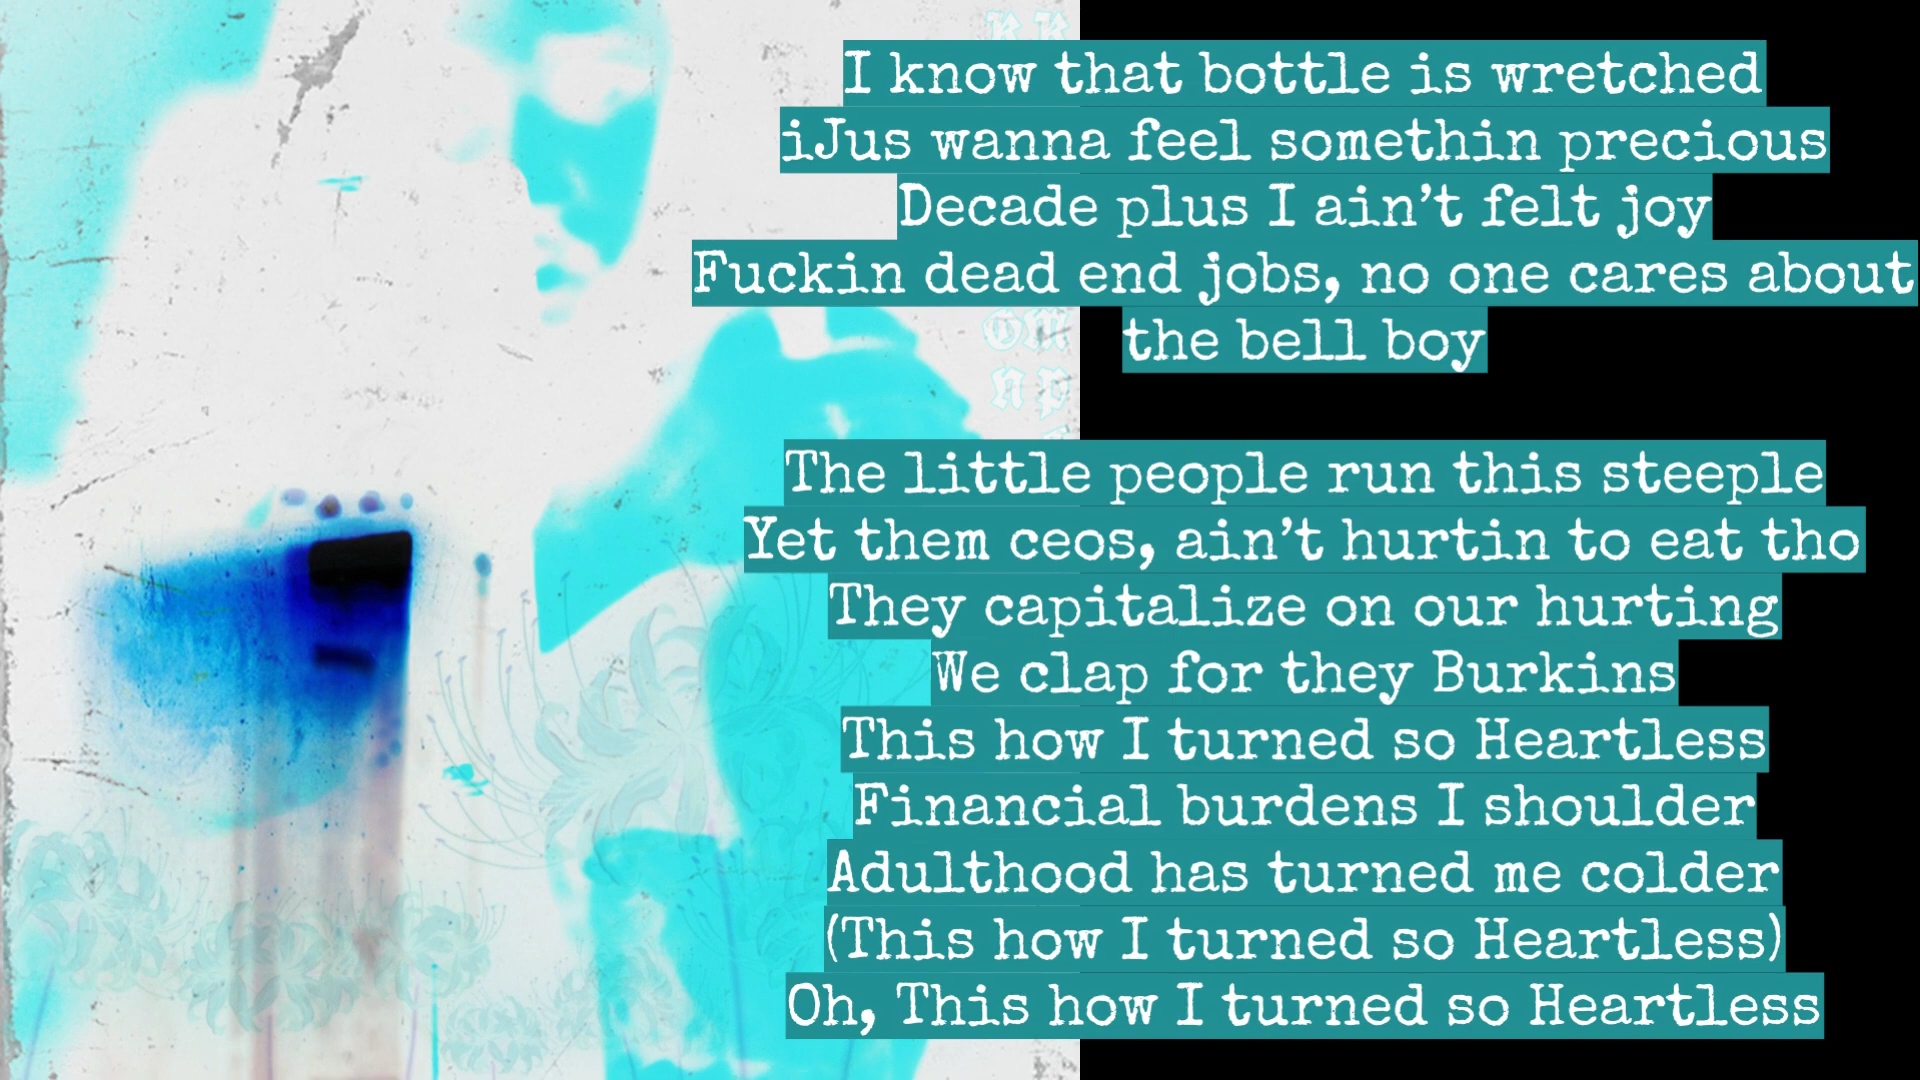 I know that bottle is wretched
iJus wanna feel somethin precious
Decade plus I ain't felt joy
Fuckin dead end jobs, no one cares about
the bell boy
The little people run this steeple
Yet them ceos, ain't hurtin to eat tho
They capitalize on our hurting
We clap for they Burkins
This how I turned so Heartless
Financial burdens I shoulder
Adulthood has turned me colder
(This how I turned so Heartless)
Oh, This how I turned so Heartless